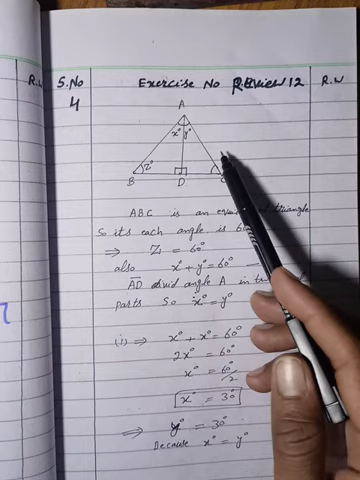 R.W S.No Exercise No Review 12 R.W
4
A
x° y°
z°
B D C
ABC is an triangle
So its each angle is
⇒ Z = 60°
also x° + y° = 60°
AD divid angle A in
parts So x° = y°
(i) ⇒ x° + x° = 60°
2x° = 60°
x° = 60°/2
x° = 30°
⇒ y° = 30°
Because x° = y°